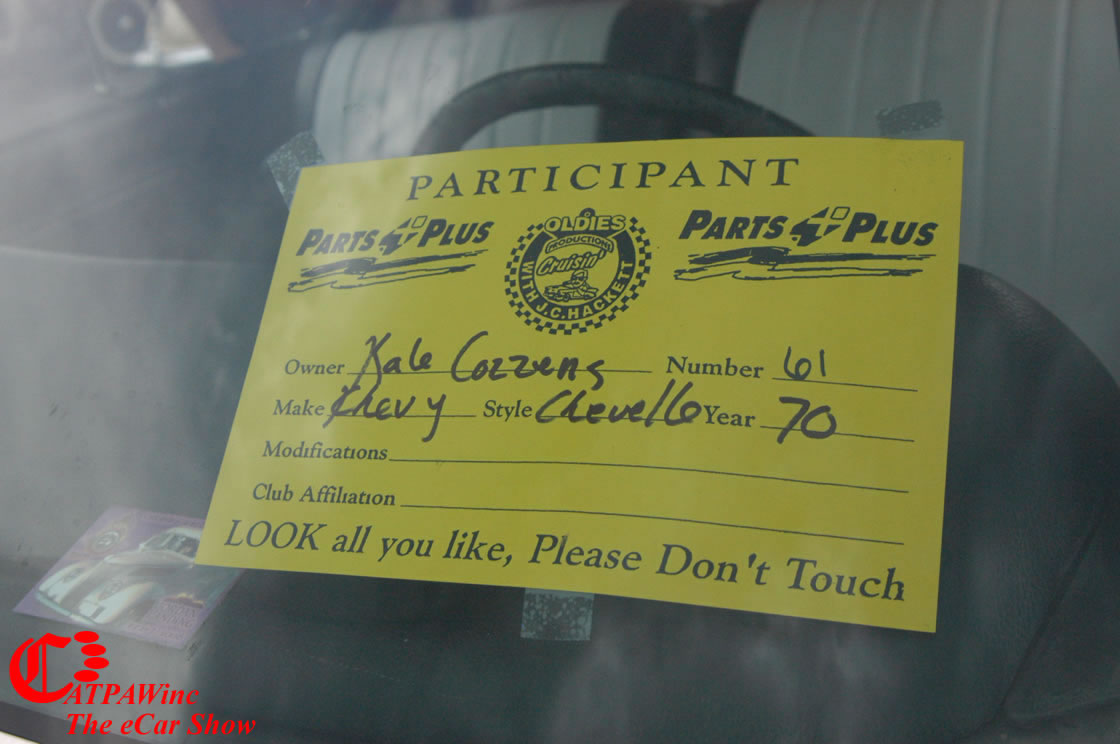 PARTICIPANT
PARTS PLUS
OLDIES
PRODUCTIONS
Cruisin'
WITH J.C. HACKETT
PARTS PLUS
Owner Kale Cozzens Number 61
Make Chevy Style Chevelle Year 70
Modifications
Club Affiliation
LOOK all you like, Please Don't Touch
CATPAWinc
The eCar Show